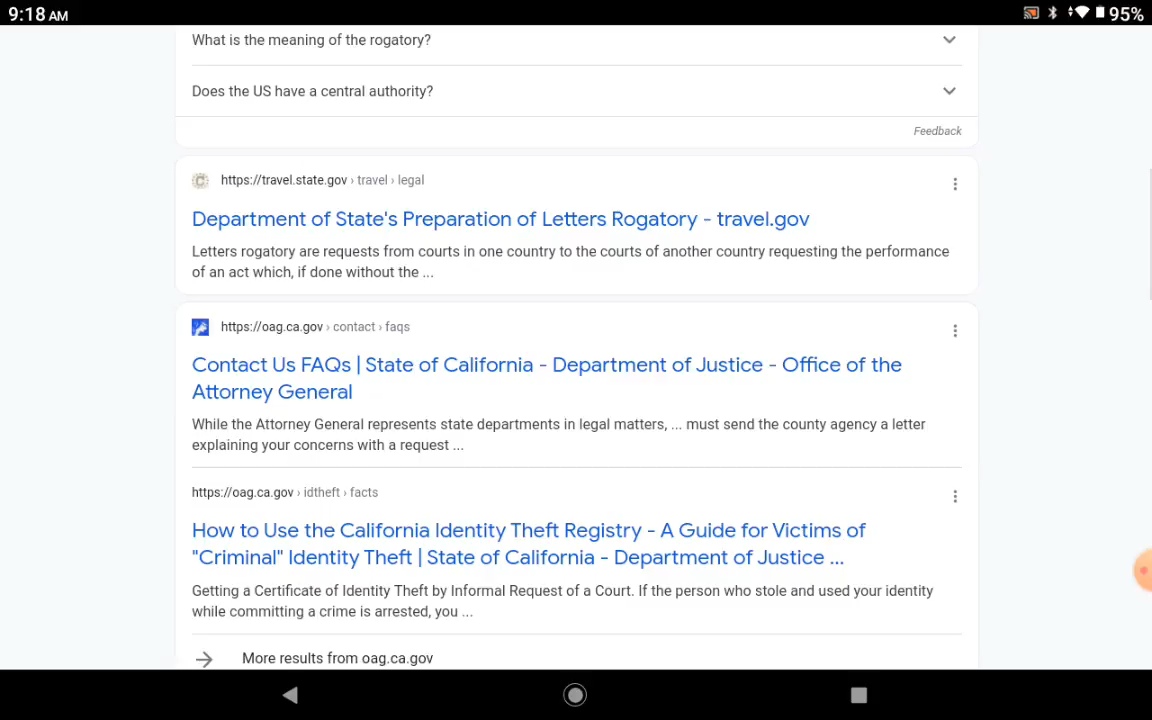 9:18 AM
95%
What is the meaning of the rogatory?
Does the US have a central authority?
Feedback
https://travel.state.gov › travel › legal
Department of State's Preparation of Letters Rogatory - travel.gov
Letters rogatory are requests from courts in one country to the courts of another country requesting the performance
of an act which, if done without the ...
https://oag.ca.gov › contact › faqs
Contact Us FAQs | State of California - Department of Justice - Office of the
Attorney General
While the Attorney General represents state departments in legal matters, ... must send the county agency a letter
explaining your concerns with a request ...
https://oag.ca.gov › idtheft › facts
How to Use the California Identity Theft Registry - A Guide for Victims of
"Criminal" Identity Theft | State of California - Department of Justice ...
Getting a Certificate of Identity Theft by Informal Request of a Court. If the person who stole and used your identity
while committing a crime is arrested, you ...
More results from oag.ca.gov